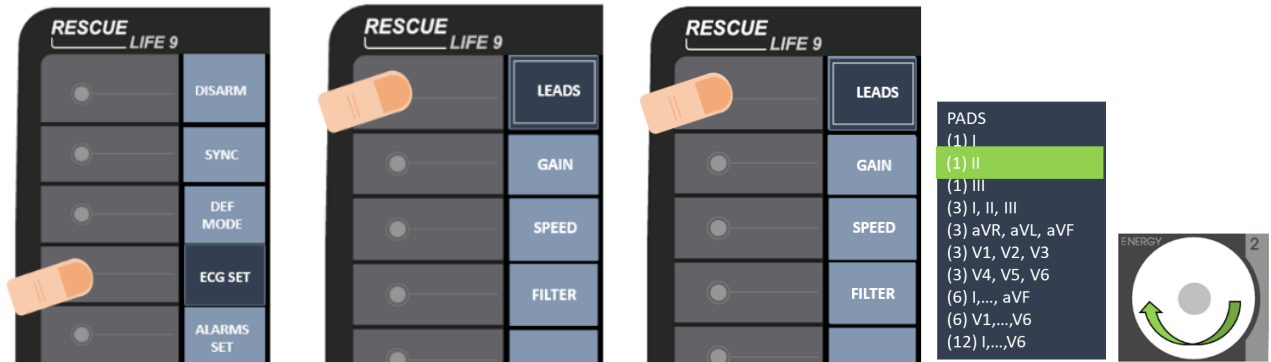 RESCUE
LIFE 9
DISARM
SYNC
DEF
MODE
ECG SET
ALARMS
SET
RESCUE
LIFE 9
LEADS
GAIN
SPEED
FILTER
RESCUE
LIFE 9
LEADS
GAIN
SPEED
FILTER
PADS
(1) I
(1) II
(1) III
(3) I, II, III
(3) aVR, aVL, aVF
(3) V1, V2, V3
(3) V4, V5, V6
(6) I,..., aVF
(6) V1,...,V6
(12) I,...,V6
ENERGY
2